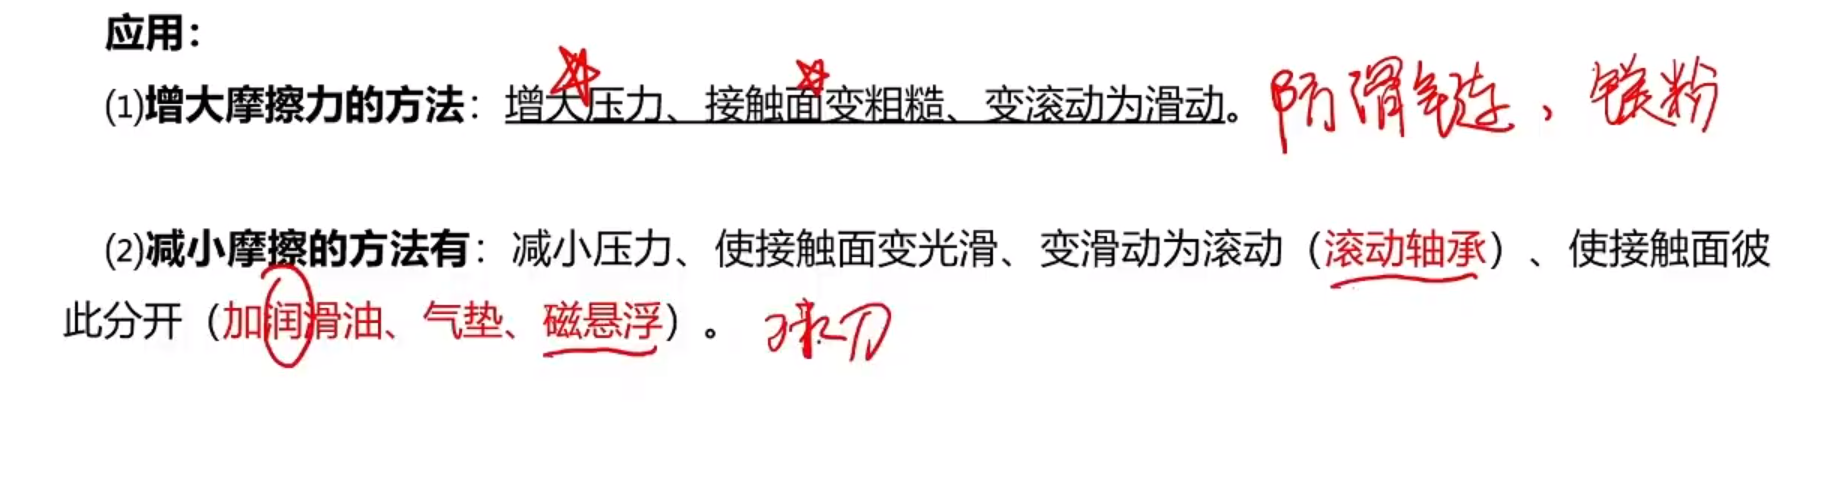 应用：
(1)增大摩擦力的方法：增大压力、接触面变粗糙、变滚动为滑动。防滑链，镁粉
(2)减小摩擦的方法有：减小压力、使接触面变光滑、变滑动为滚动（滚动轴承）、使接触面彼
此分开（加润滑油、气垫、磁悬浮）。